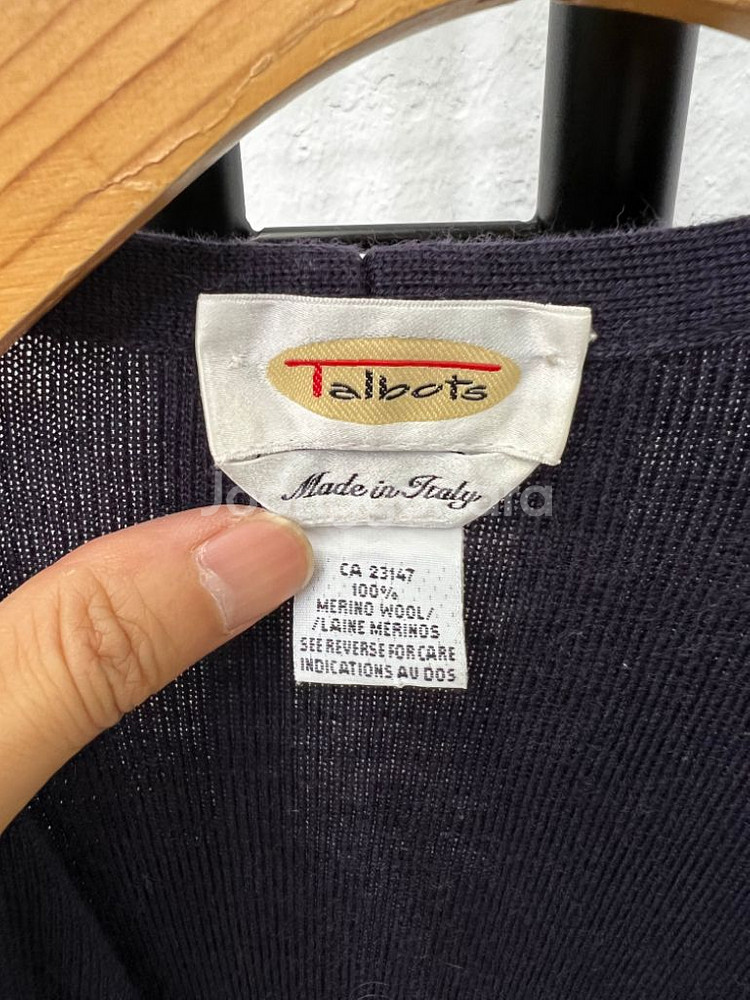 Talbots
Made in Italy
CA 23147
100%
MERINO WOOL/
/LAINE MERINOS
SEE REVERSE FOR CARE
INDICATIONS AU DOS